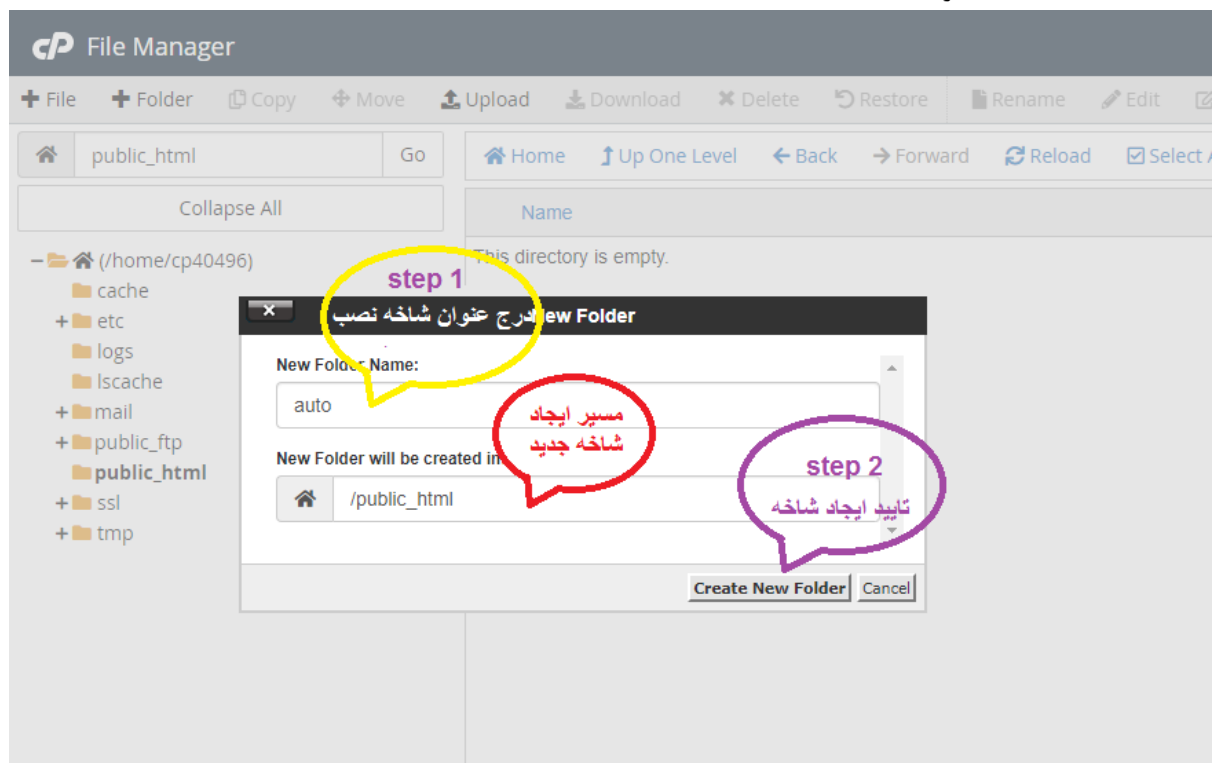 cP File Manager
File Folder Copy Move Upload Download Delete Restore Rename Edit
public_html Go Home Up One Level Back Forward Reload Select A
Collapse All
Name
This directory is empty.
(/home/cp40496)
cache
etc
logs
lscache
mail
public_ftp
public_html
ssl
tmp
step 1
درج عنوان شاخه نصب
New Folder
New Folder Name:
auto
مسیر ایجاد
شاخه جدید
New Folder will be created in
/public_html
step 2
تایید ایجاد شاخه
Create New Folder Cancel